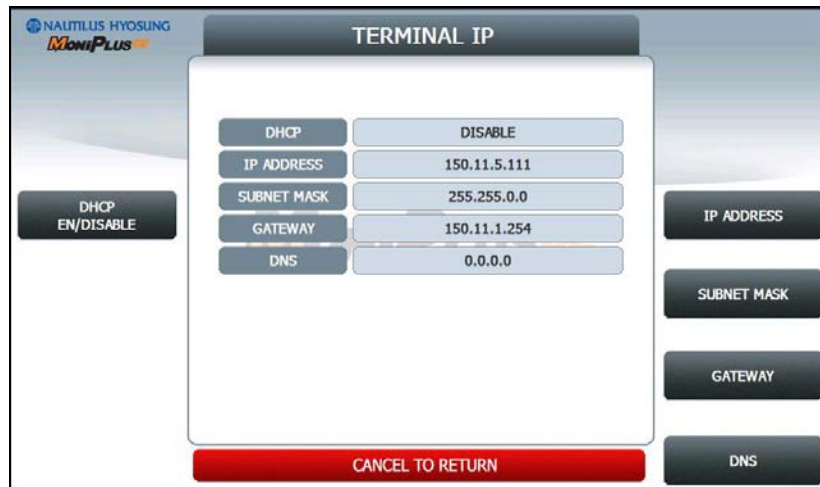 NAUTILUS HYOSUNG
MoniPlus
TERMINAL IP
DHCP DISABLE
IP ADDRESS 150.11.5.111
SUBNET MASK 255.255.0.0
GATEWAY 150.11.1.254
DNS 0.0.0.0
DHCP
EN/DISABLE
IP ADDRESS
SUBNET MASK
GATEWAY
DNS
CANCEL TO RETURN